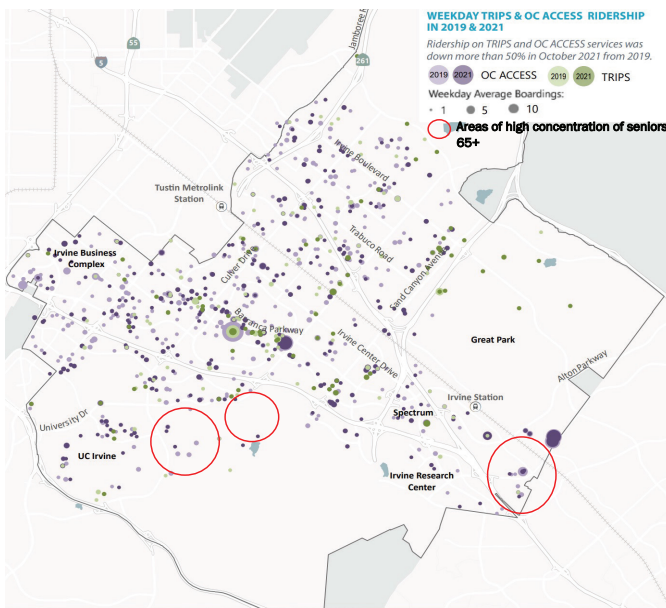 WEEKDAY TRIPS & OC ACCESS RIDERSHIP
IN 2019 & 2021
Ridership on TRIPS and OC ACCESS services was
down more than 50% in October 2021 from 2019.
2019 2021 OC ACCESS 2019 2021 TRIPS
Weekday Average Boardings:
1 5 10
Areas of high concentration of seniors
65+
55
5
261
Jamboree R
Irvine Boulevard
Tustin Metrolink
Station
Trabuco Road
Culver Drive
Sand Canyon Avenue
Irvine Business
Complex
Barranca Parkway
Irvine Center Drive
Great Park
Alton Parkway
Irvine Station
Spectrum
University Dr
UC Irvine
Irvine Research
Center